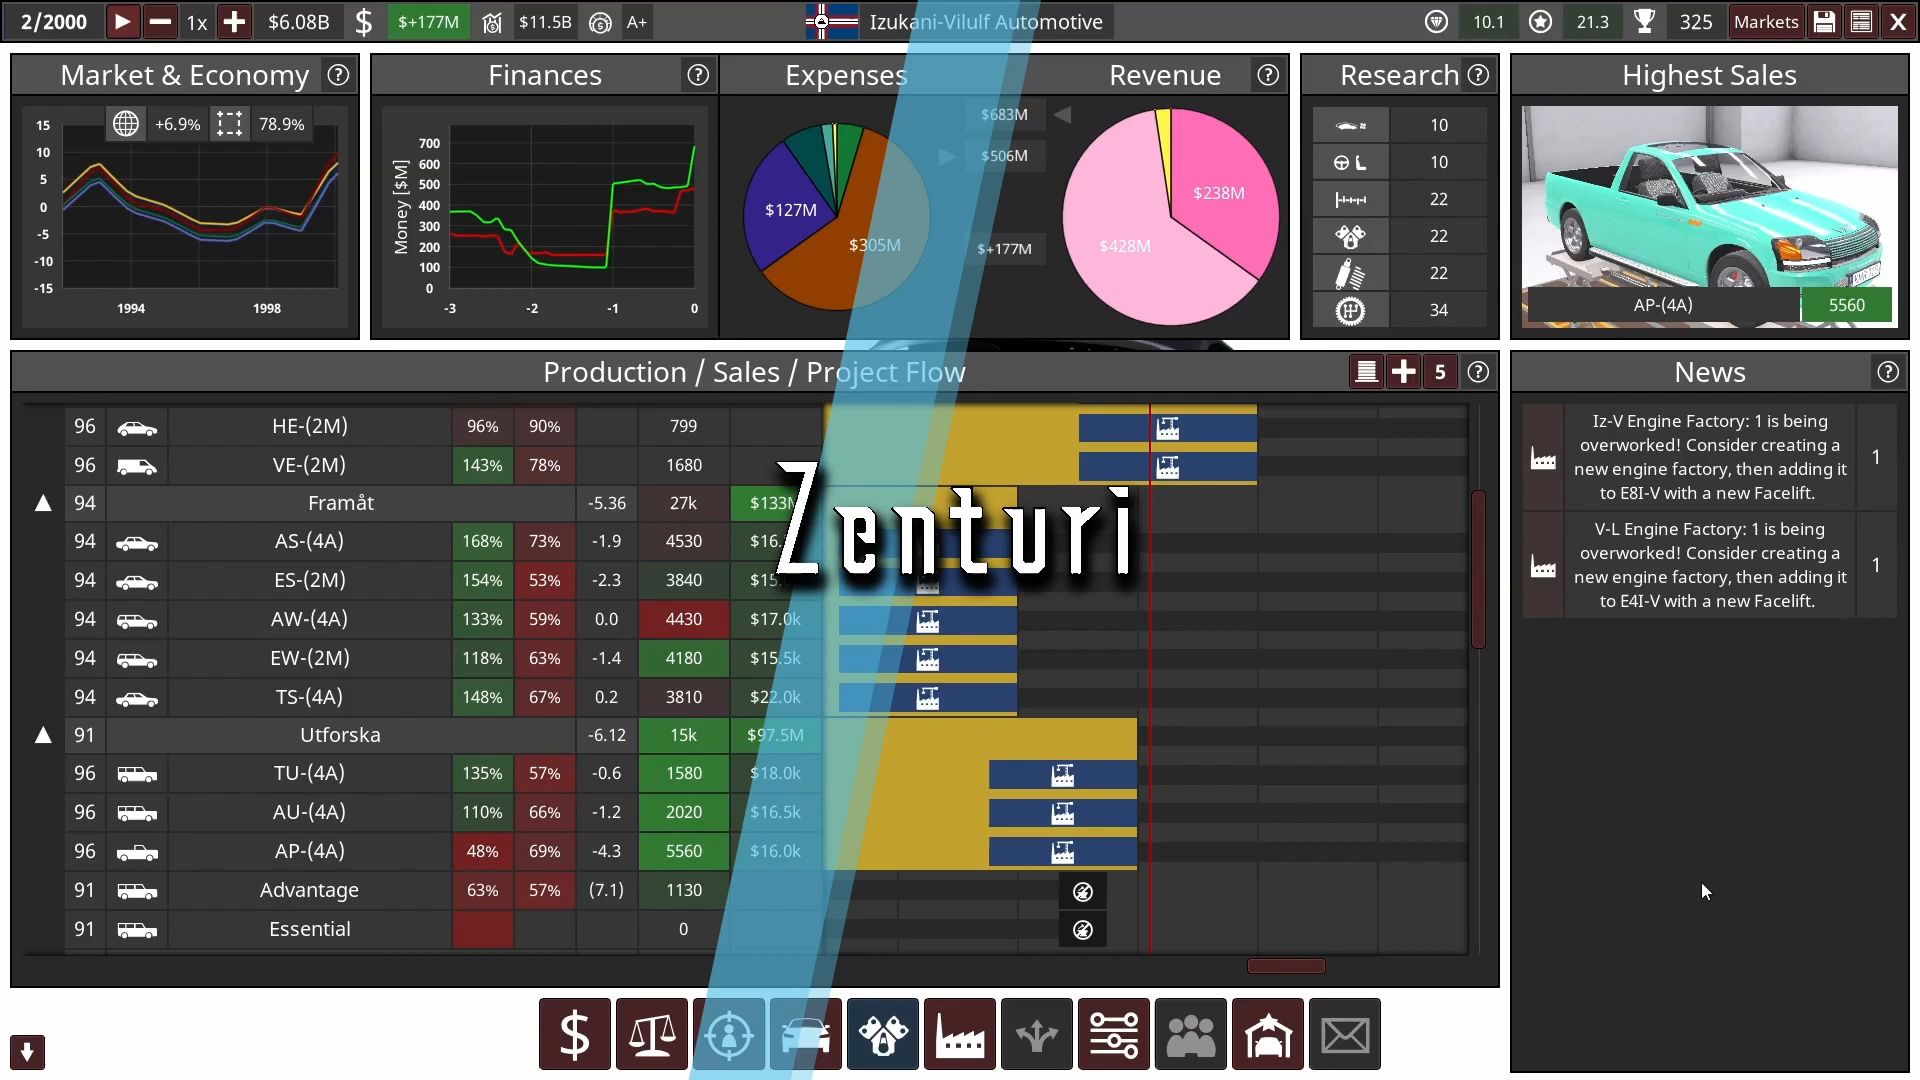 2/2000
1x
$6.08B
$+177M
$11.5B
A+
Izukani-Vilulf Automotive
10.1
21.3
325
Markets
X
Market & Economy
?
+6.9%
78.9%
15
10
5
0
-5
-10
-15
1994
1998
Finances
?
Money [$M]
700
600
500
400
300
200
100
0
-3
-2
-1
0
Expenses
$127M
$305M
$683M
$506M
$+177M
Revenue
?
$238M
$428M
Research
?
10
10
22
22
22
34
Highest Sales
AP-(4A)
5560
Production / Sales / Project Flow
5
?
96 HE-(2M) 96% 90% 799
96 VE-(2M) 143% 78% 1680
94 Framåt -5.36 27k $133M
94 AS-(4A) 168% 73% -1.9 4530 $16.
94 ES-(2M) 154% 53% -2.3 3840 $15.
94 AW-(4A) 133% 59% 0.0 4430 $17.0k
94 EW-(2M) 118% 63% -1.4 4180 $15.5k
94 TS-(4A) 148% 67% 0.2 3810 $22.0k
91 Utforska -6.12 15k $97.5M
96 TU-(4A) 135% 57% -0.6 1580 $18.0k
96 AU-(4A) 110% 66% -1.2 2020 $16.5k
96 AP-(4A) 48% 69% -4.3 5560 $16.0k
91 Advantage 63% 57% (7.1) 1130
91 Essential 0
Zenturi
News
?
Iz-V Engine Factory: 1 is being
overworked! Consider creating a
new engine factory, then adding it
to E8I-V with a new Facelift.
1
V-L Engine Factory: 1 is being
overworked! Consider creating a
new engine factory, then adding it
to E4I-V with a new Facelift.
1